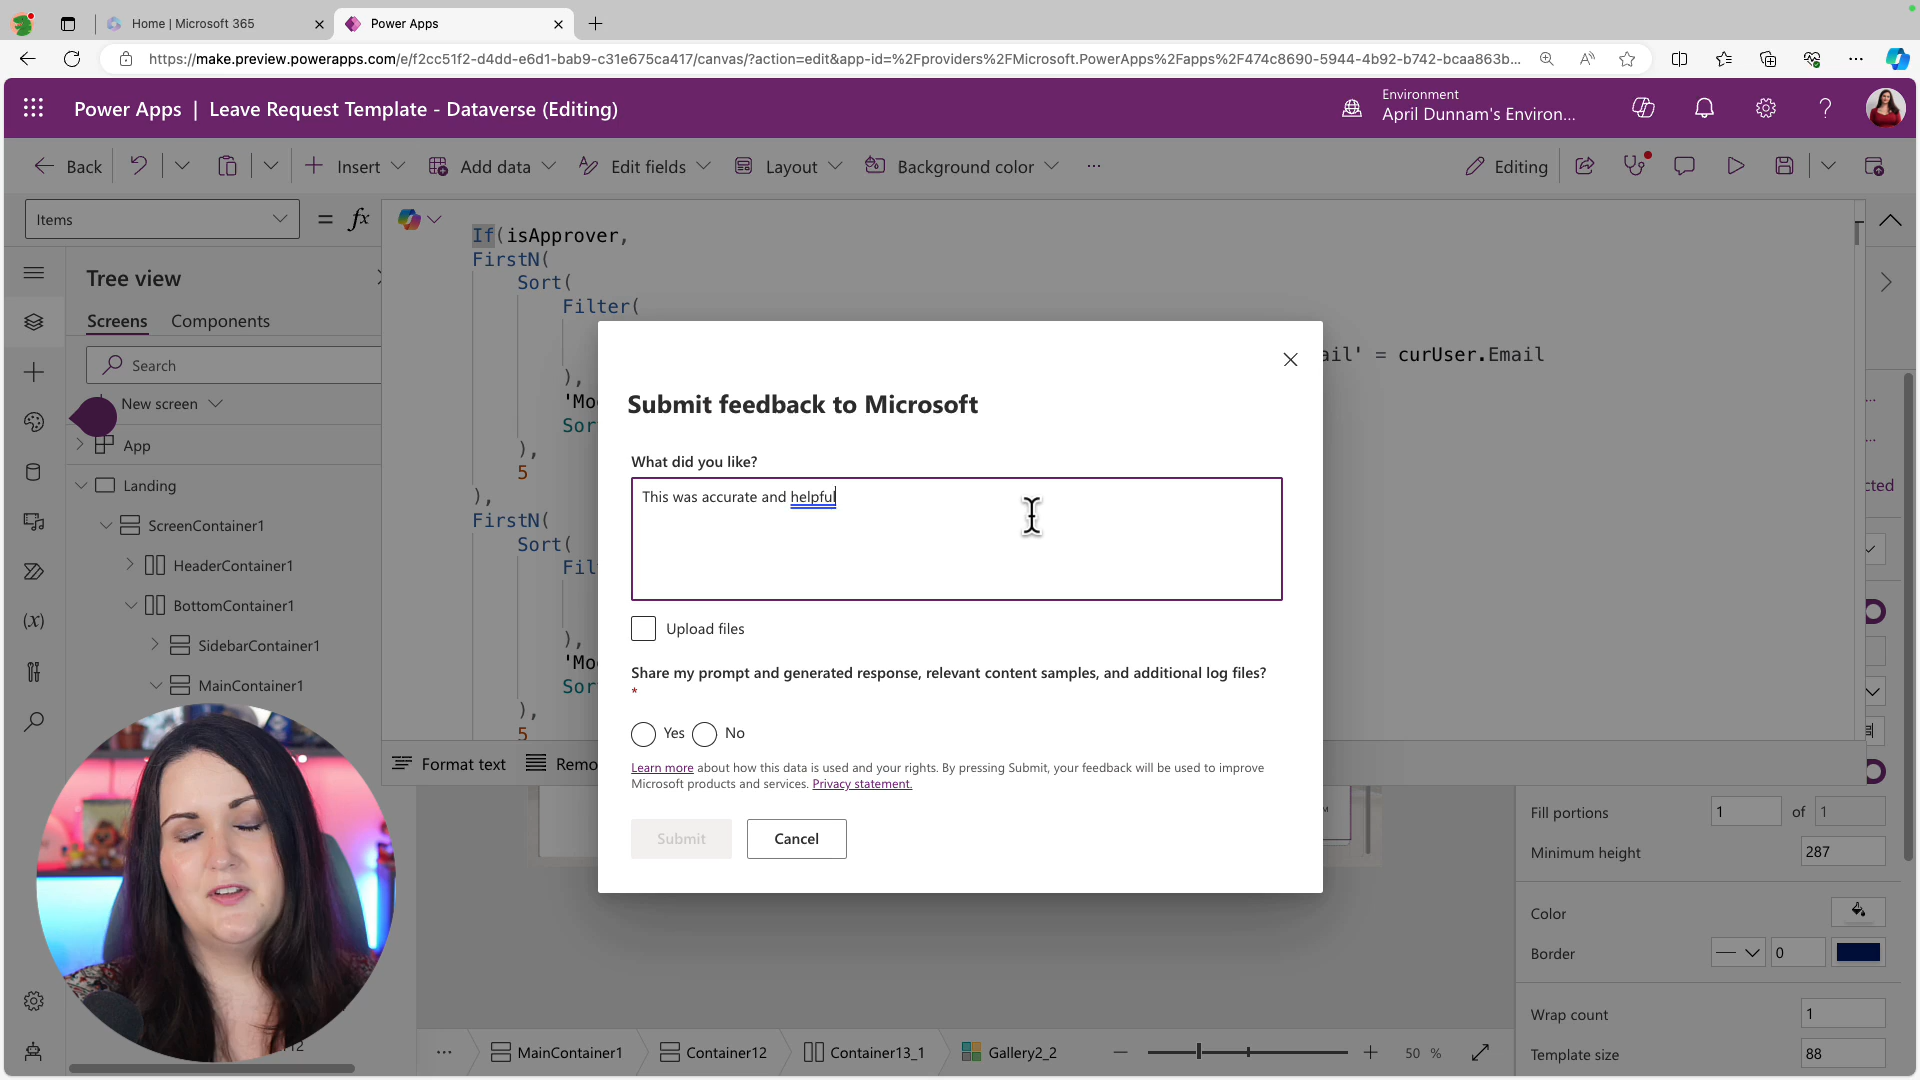 Home | Microsoft 365
Power Apps
https://make.preview.powerapps.com/e/f2cc51f2-d4dd-e6d1-bab9-c31e675ca417/canvas/?action=edit&app-id=%2Fproviders%2FMicrosoft.PowerApps%2Fapps%2F474c8690-5944-4b92-b742-bcaa863b...
Power Apps | Leave Request Template - Dataverse (Editing)
Environment
April Dunnam's Environ...
Back
Insert
Add data
Edit fields
Layout
Background color
...
Editing
Items
= fx
If(isApprover,
FirstN(
Sort(
Filter(
ail' = curUser.Email
),
'Mo
Sor
),
5
),
FirstN(
Sort(
Fil
),
'Mo
Sor
),
5
Tree view
Screens
Components
Search
New screen
App
Landing
ScreenContainer1
HeaderContainer1
BottomContainer1
SidebarContainer1
MainContainer1
Format text
Remo
Submit feedback to Microsoft
What did you like?
This was accurate and helpful
Upload files
Share my prompt and generated response, relevant content samples, and additional log files?
*
Yes
No
Learn more about how this data is used and your rights. By pressing Submit, your feedback will be used to improve
Microsoft products and services. Privacy statement.
Submit
Cancel
cted
Fill portions
1
of
1
Minimum height
287
Color
Border
0
Wrap count
1
Template size
88
...
MainContainer1
Container12
Container13_1
Gallery2_2
50 %